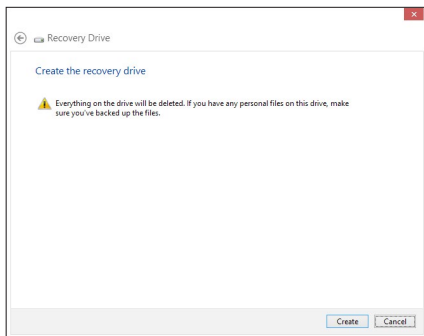 Recovery Drive
Create the recovery drive
Everything on the drive will be deleted. If you have any personal files on this drive, make
sure you've backed up the files.
Create Cancel